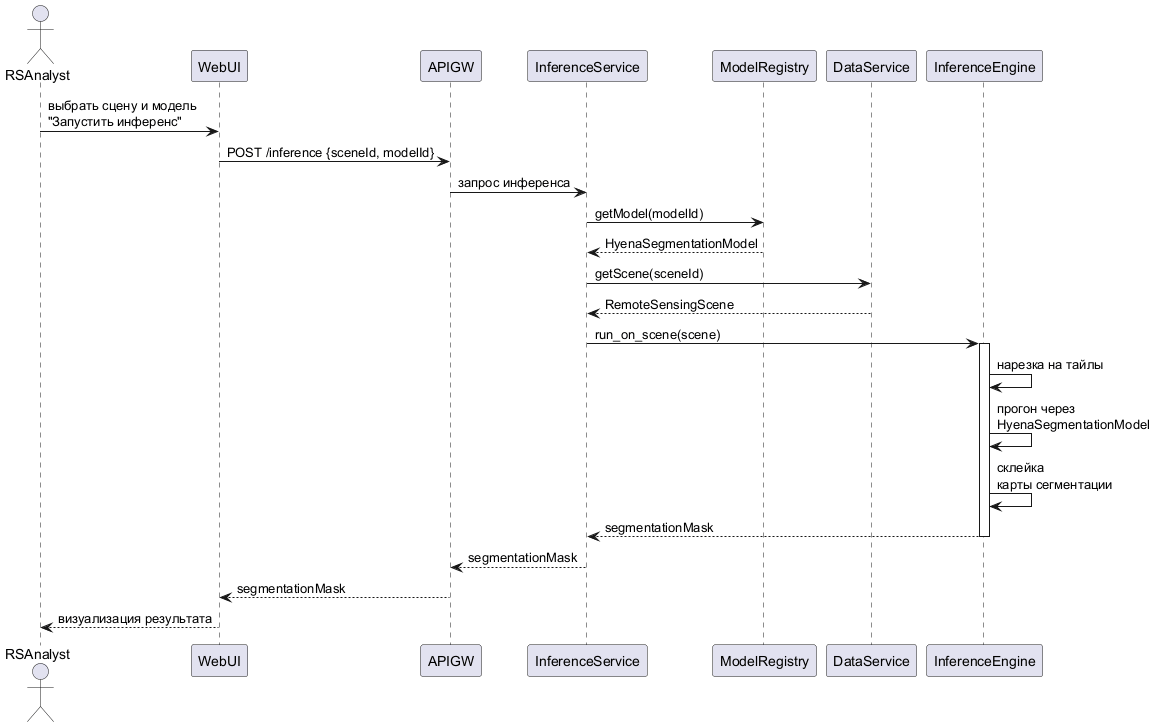 RSAnalyst
WebUI
APIGW
InferenceService
ModelRegistry
DataService
InferenceEngine
выбрать сцену и модель
"Запустить инференс"
POST /inference {sceneId, modelId}
запрос инференса
getModel(modelId)
HyenaSegmentationModel
getScene(sceneId)
RemoteSensingScene
run_on_scene(scene)
нарезка на тайлы
прогон через
HyenaSegmentationModel
склейка
карты сегментации
segmentationMask
segmentationMask
segmentationMask
визуализация результата
RSAnalyst
WebUI
APIGW
InferenceService
ModelRegistry
DataService
InferenceEngine